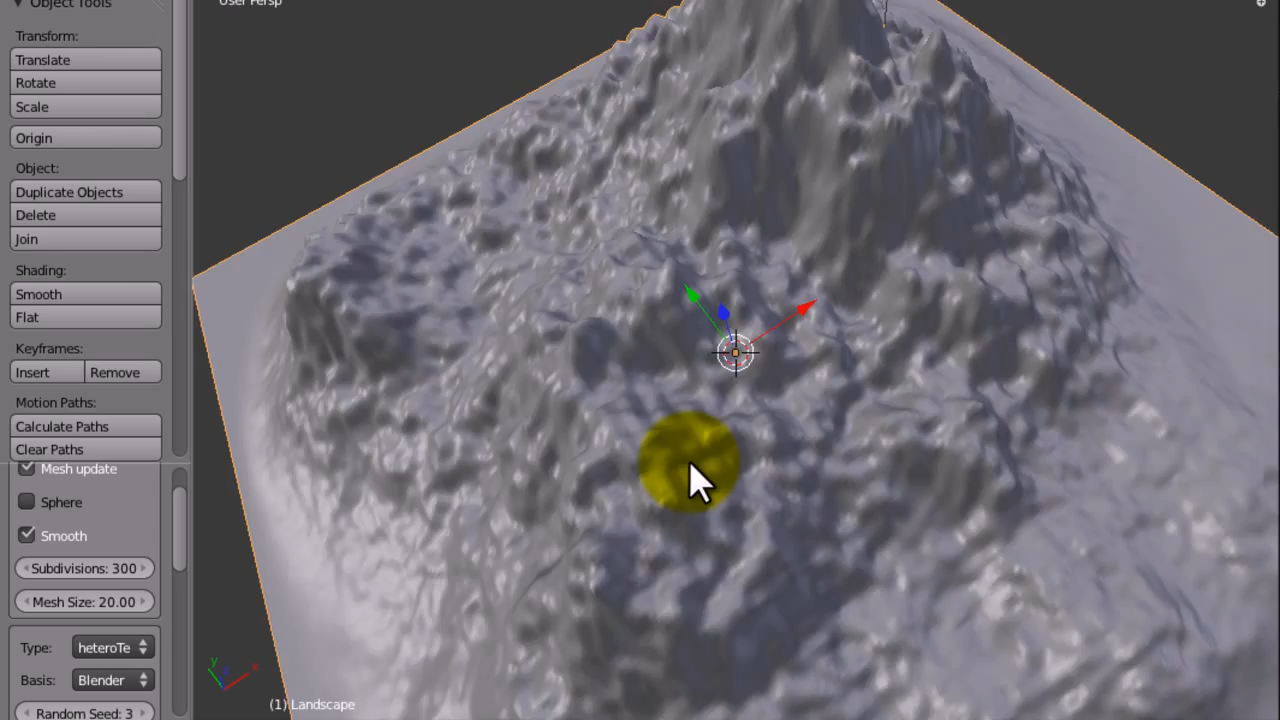 Object Tools
User Persp
Transform:
Translate
Rotate
Scale
Origin
Object:
Duplicate Objects
Delete
Join
Shading:
Smooth
Flat
Keyframes:
Insert Remove
Motion Paths:
Calculate Paths
Clear Paths
Mesh update
Sphere
Smooth
Subdivisions: 300
Mesh Size: 20.00
Type: heteroTe
Basis: Blender
Random Seed: 3
y
x
(1) Landscape